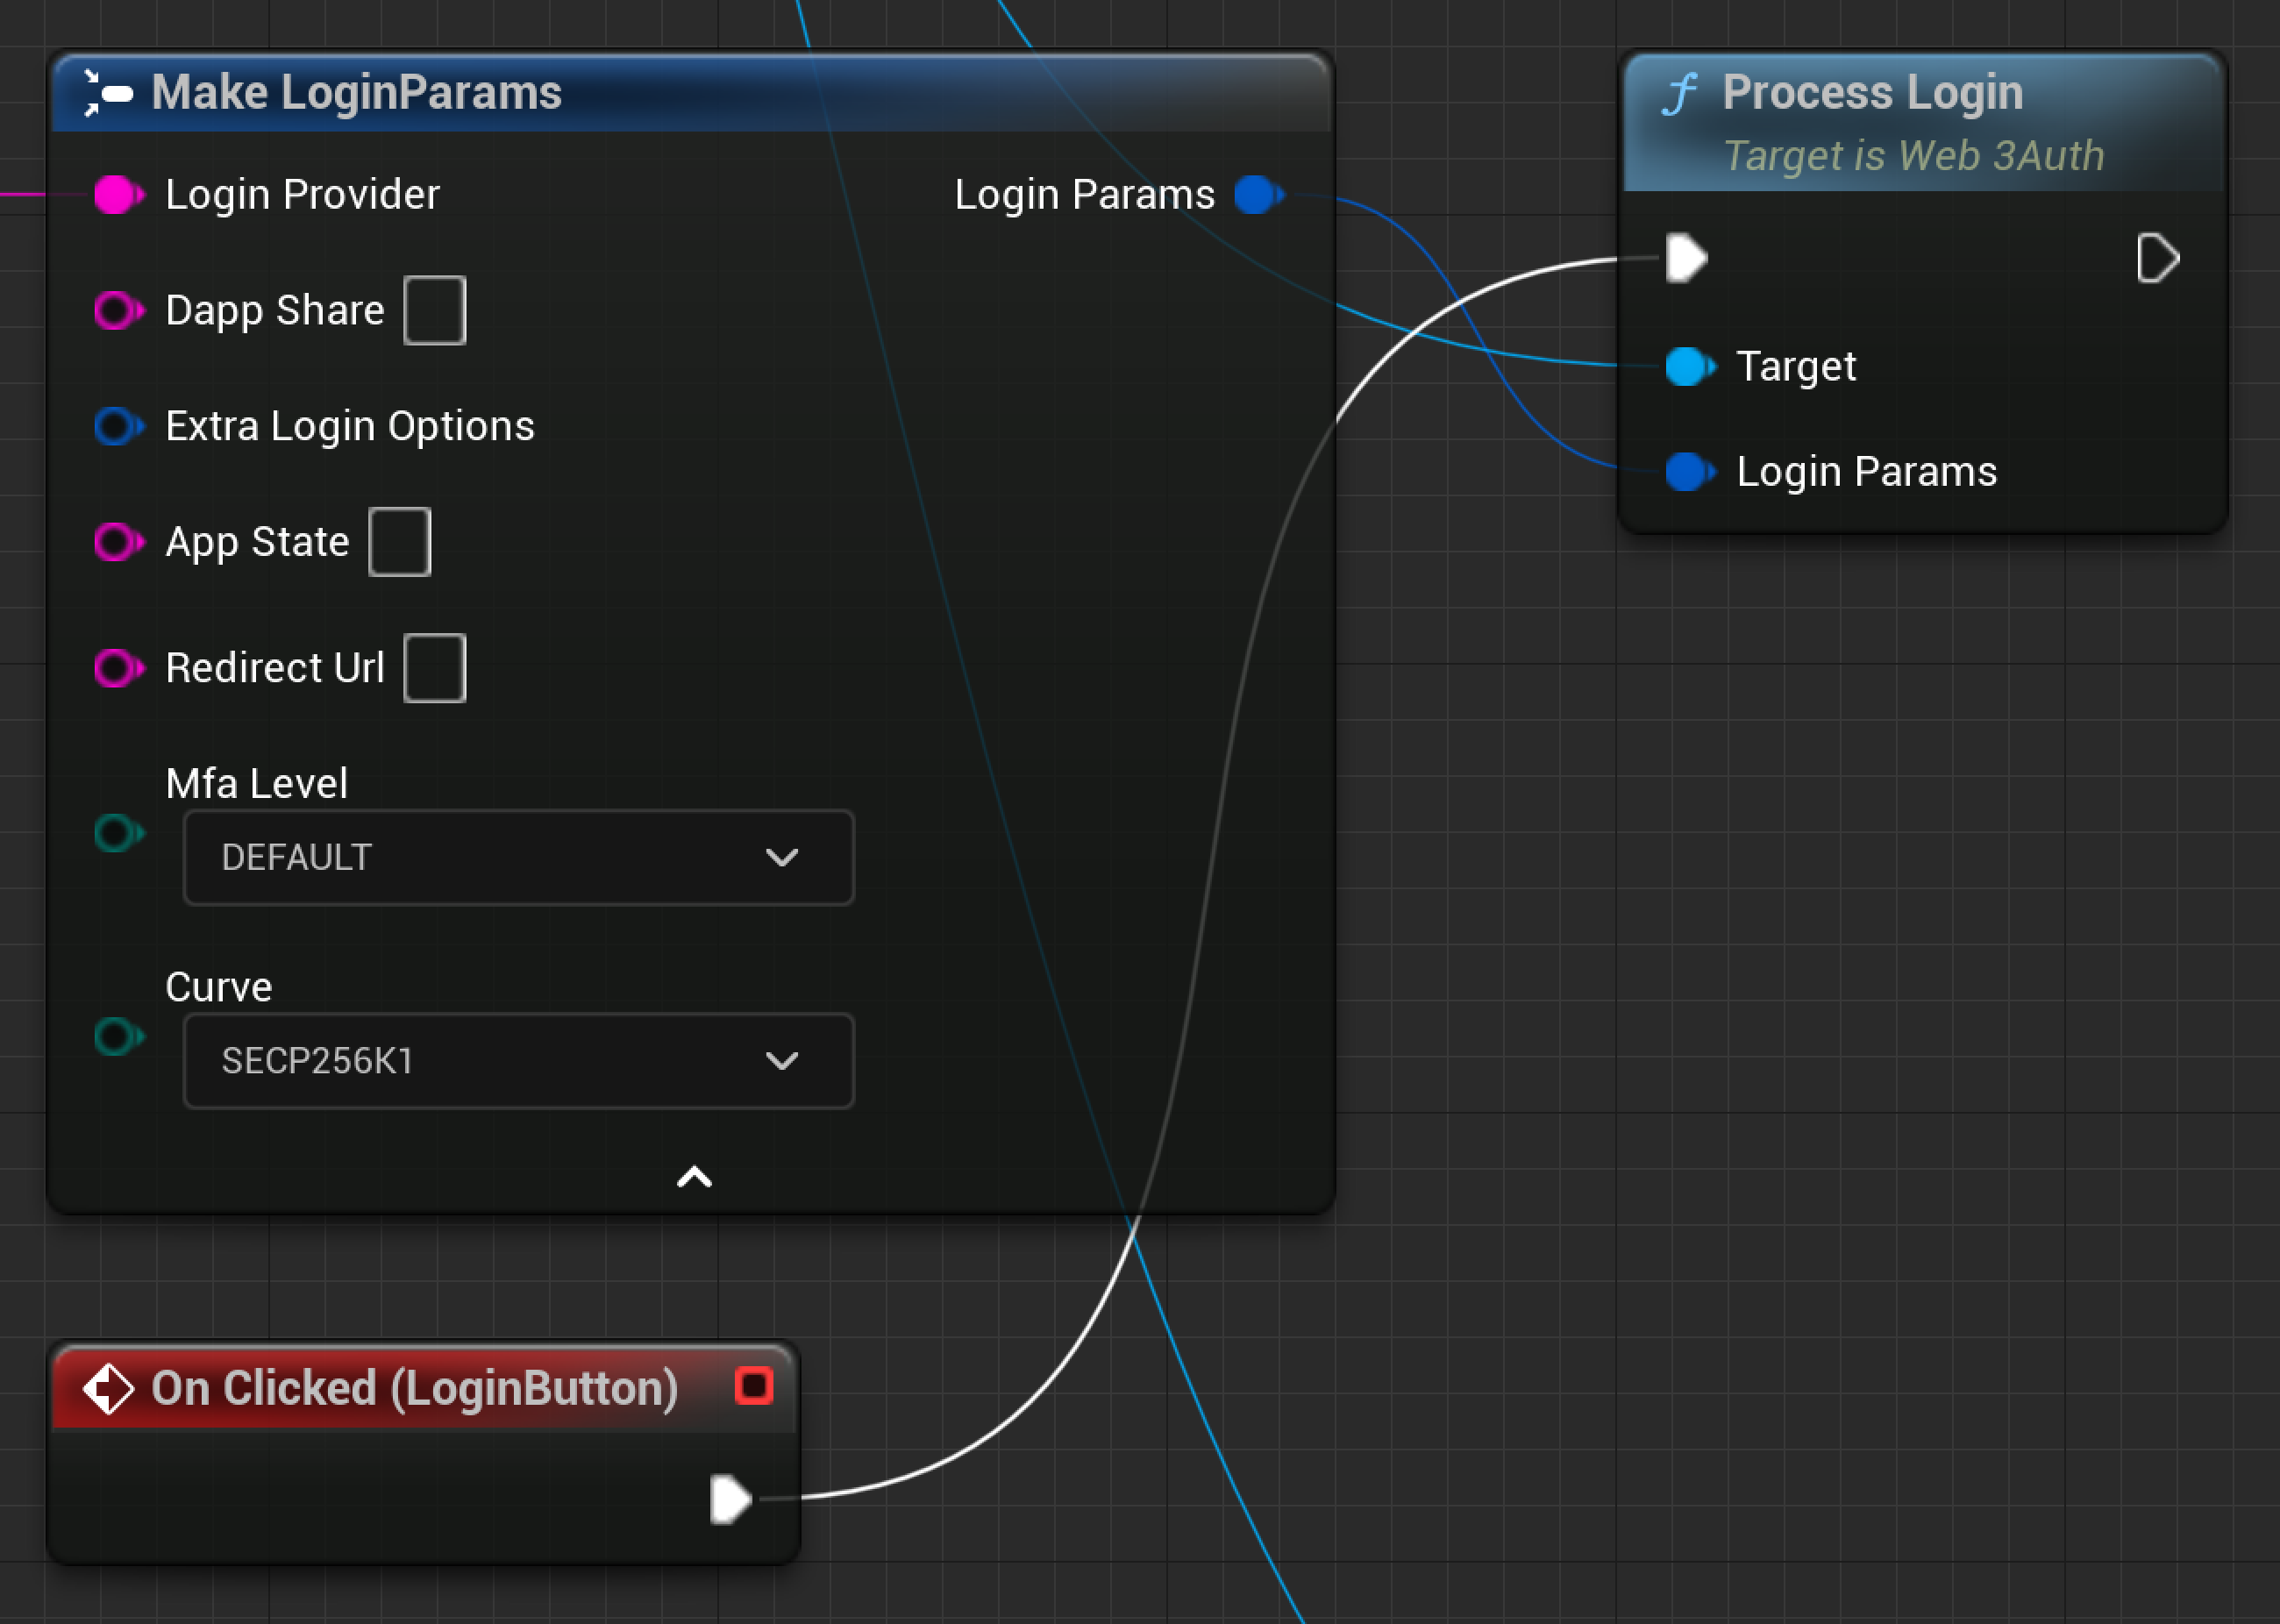 Make LoginParams
Login Provider
Login Params
Dapp Share
Extra Login Options
App State
Redirect Url
Mfa Level
DEFAULT
Curve
SECP256K1
f Process Login
Target is Web 3Auth
Target
Login Params
On Clicked (LoginButton)